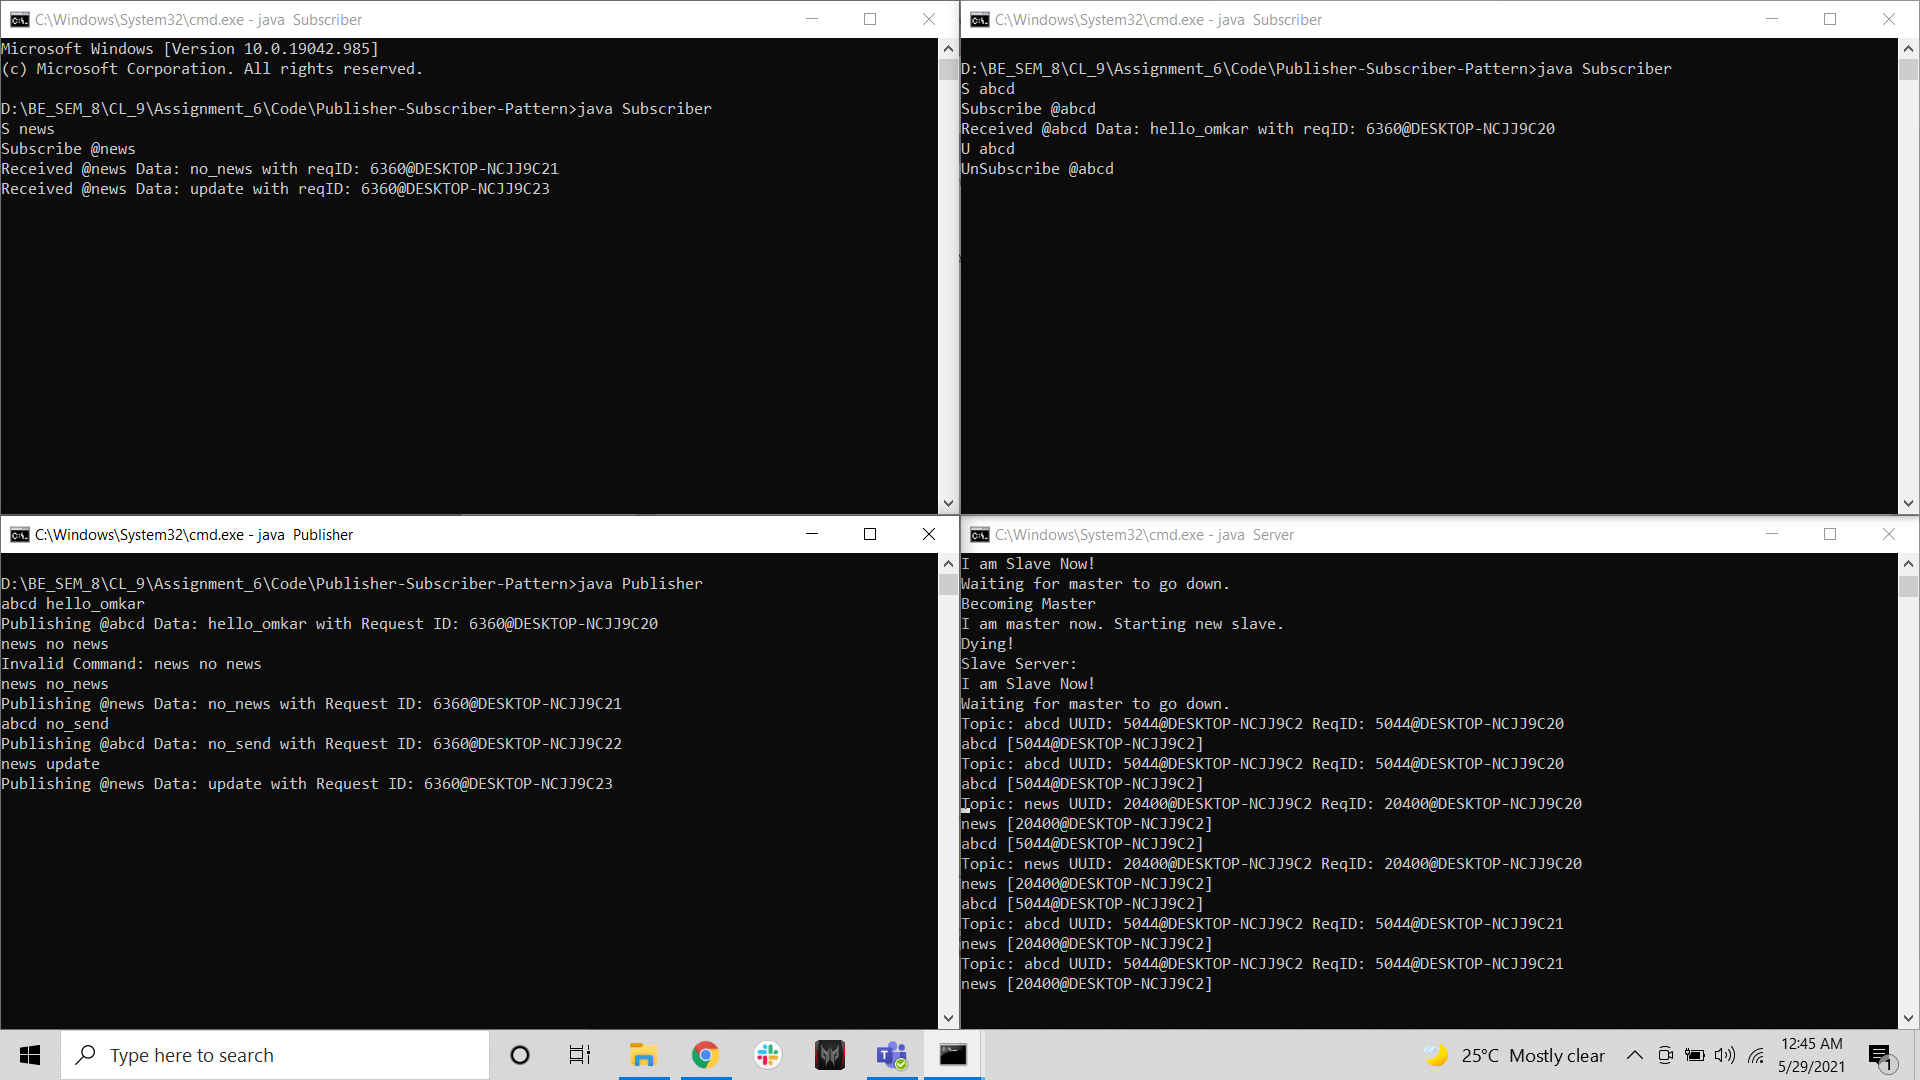 C:\Windows\System32\cmd.exe - java  Subscriber
Microsoft Windows [Version 10.0.19042.985]
(c) Microsoft Corporation. All rights reserved.
D:\BE_SEM_8\CL_9\Assignment_6\Code\Publisher-Subscriber-Pattern>java Subscriber
S news
Subscribe @news
Received @news Data: no_news with reqID: 6360@DESKTOP-NCJJ9C21
Received @news Data: update with reqID: 6360@DESKTOP-NCJJ9C23
C:\Windows\System32\cmd.exe - java  Subscriber
D:\BE_SEM_8\CL_9\Assignment_6\Code\Publisher-Subscriber-Pattern>java Subscriber
S abcd
Subscribe @abcd
Received @abcd Data: hello_omkar with reqID: 6360@DESKTOP-NCJJ9C20
U abcd
UnSubscribe @abcd
C:\Windows\System32\cmd.exe - java  Publisher
D:\BE_SEM_8\CL_9\Assignment_6\Code\Publisher-Subscriber-Pattern>java Publisher
abcd hello_omkar
Publishing @abcd Data: hello_omkar with Request ID: 6360@DESKTOP-NCJJ9C20
news no news
Invalid Command: news no news
news no_news
Publishing @news Data: no_news with Request ID: 6360@DESKTOP-NCJJ9C21
abcd no_send
Publishing @abcd Data: no_send with Request ID: 6360@DESKTOP-NCJJ9C22
news update
Publishing @news Data: update with Request ID: 6360@DESKTOP-NCJJ9C23
C:\Windows\System32\cmd.exe - java  Server
I am Slave Now!
Waiting for master to go down.
Becoming Master
I am master now. Starting new slave.
Dying!
Slave Server:
I am Slave Now!
Waiting for master to go down.
Topic: abcd UUID: 5044@DESKTOP-NCJJ9C2 ReqID: 5044@DESKTOP-NCJJ9C20
abcd [5044@DESKTOP-NCJJ9C2]
Topic: abcd UUID: 5044@DESKTOP-NCJJ9C2 ReqID: 5044@DESKTOP-NCJJ9C20
abcd [5044@DESKTOP-NCJJ9C2]
Topic: news UUID: 20400@DESKTOP-NCJJ9C2 ReqID: 20400@DESKTOP-NCJJ9C20
news [20400@DESKTOP-NCJJ9C2]
abcd [5044@DESKTOP-NCJJ9C2]
Topic: news UUID: 20400@DESKTOP-NCJJ9C2 ReqID: 20400@DESKTOP-NCJJ9C20
news [20400@DESKTOP-NCJJ9C2]
abcd [5044@DESKTOP-NCJJ9C2]
Topic: abcd UUID: 5044@DESKTOP-NCJJ9C2 ReqID: 5044@DESKTOP-NCJJ9C21
news [20400@DESKTOP-NCJJ9C2]
Topic: abcd UUID: 5044@DESKTOP-NCJJ9C2 ReqID: 5044@DESKTOP-NCJJ9C21
news [20400@DESKTOP-NCJJ9C2]
Type here to search
25°C Mostly clear
12:45 AM
5/29/2021
1